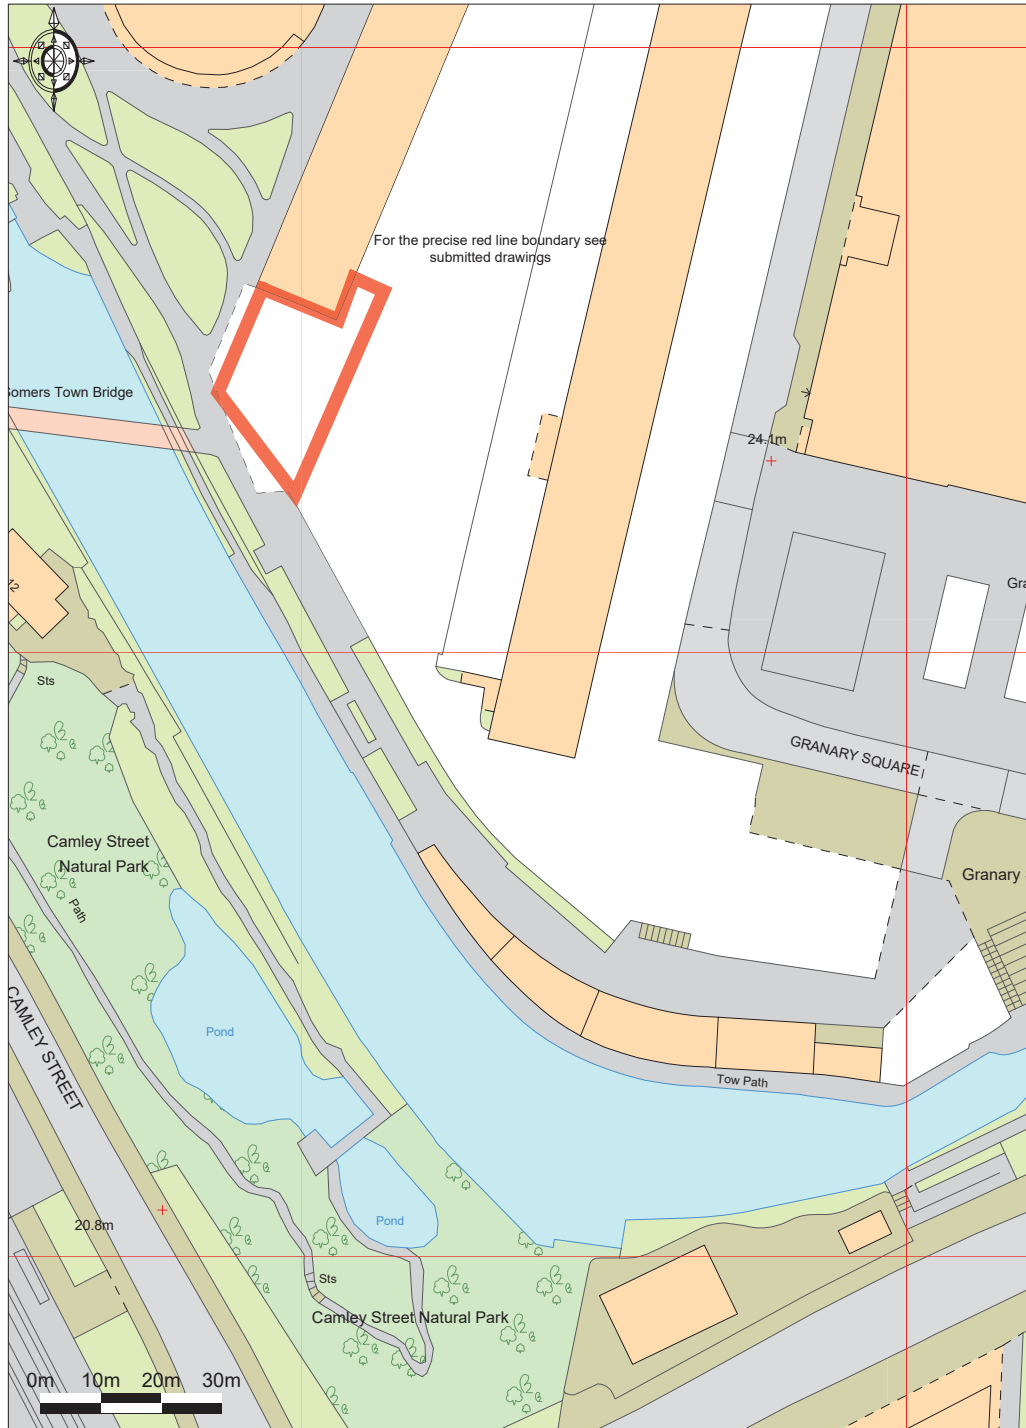 For the precise red line boundary see
submitted drawings
Somers Town Bridge
24.1m
12
Gra
Sts
GRANARY SQUARE
Camley Street
Natural Park
Path
Granary
CAMLEY STREET
Pond
Tow Path
20.8m
Pond
Sts
Camley Street Natural Park
0m 10m 20m 30m